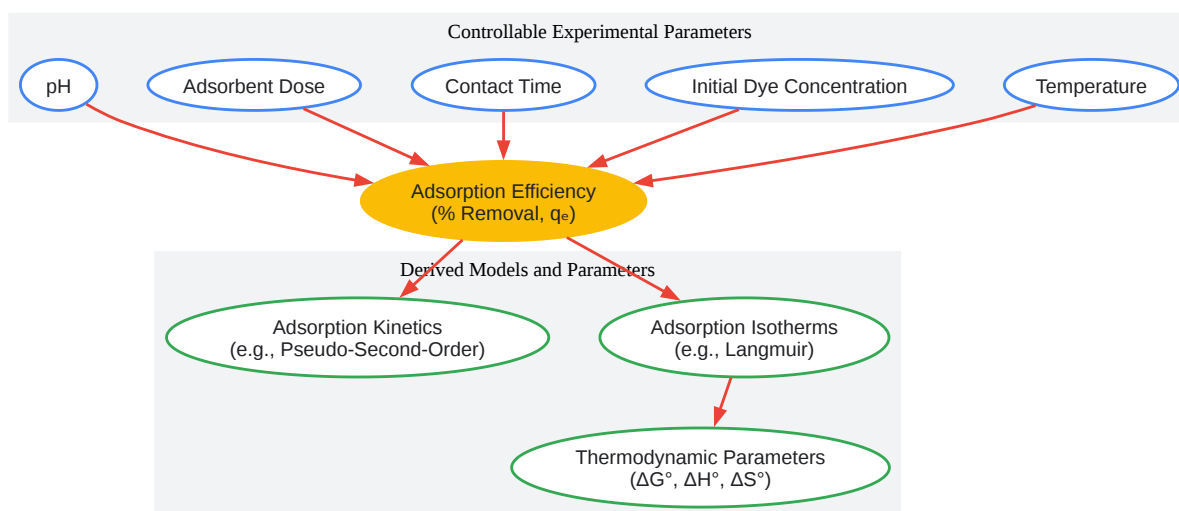 Controllable Experimental Parameters
pH
Adsorbent Dose
Contact Time
Initial Dye Concentration
Temperature
Adsorption Efficiency
(% Removal, qₑ)
Derived Models and Parameters
Adsorption Kinetics
(e.g., Pseudo-Second-Order)
Adsorption Isotherms
(e.g., Langmuir)
Thermodynamic Parameters
(ΔG°, ΔH°, ΔS°)